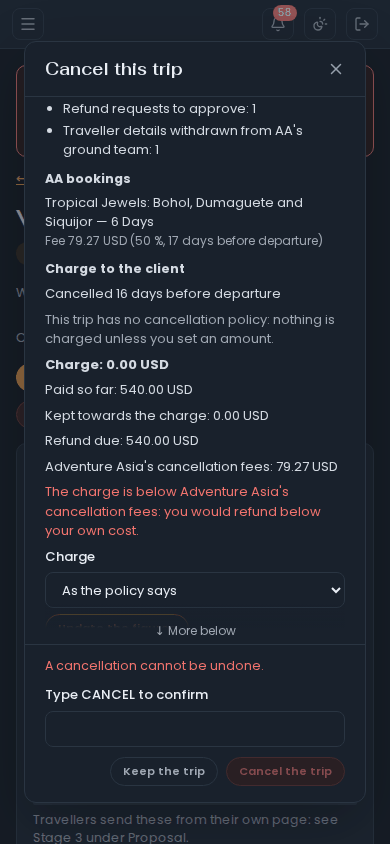 58
Cancel this trip
Refund requests to approve: 1
Traveller details withdrawn from AA's
ground team: 1
AA bookings
Tropical Jewels: Bohol, Dumaguete and
Siquijor — 6 Days
Fee 79.27 USD (50 %, 17 days before departure)
Charge to the client
Cancelled 16 days before departure
This trip has no cancellation policy: nothing is
charged unless you set an amount.
Charge: 0.00 USD
Paid so far: 540.00 USD
Kept towards the charge: 0.00 USD
Refund due: 540.00 USD
Adventure Asia's cancellation fees: 79.27 USD
The charge is below Adventure Asia's
cancellation fees: you would refund below
your own cost.
Charge
As the policy says
↓ More below
A cancellation cannot be undone.
Type CANCEL to confirm
Keep the trip
Cancel the trip
Travellers send these from their own page: see
Stage 3 under Proposal.